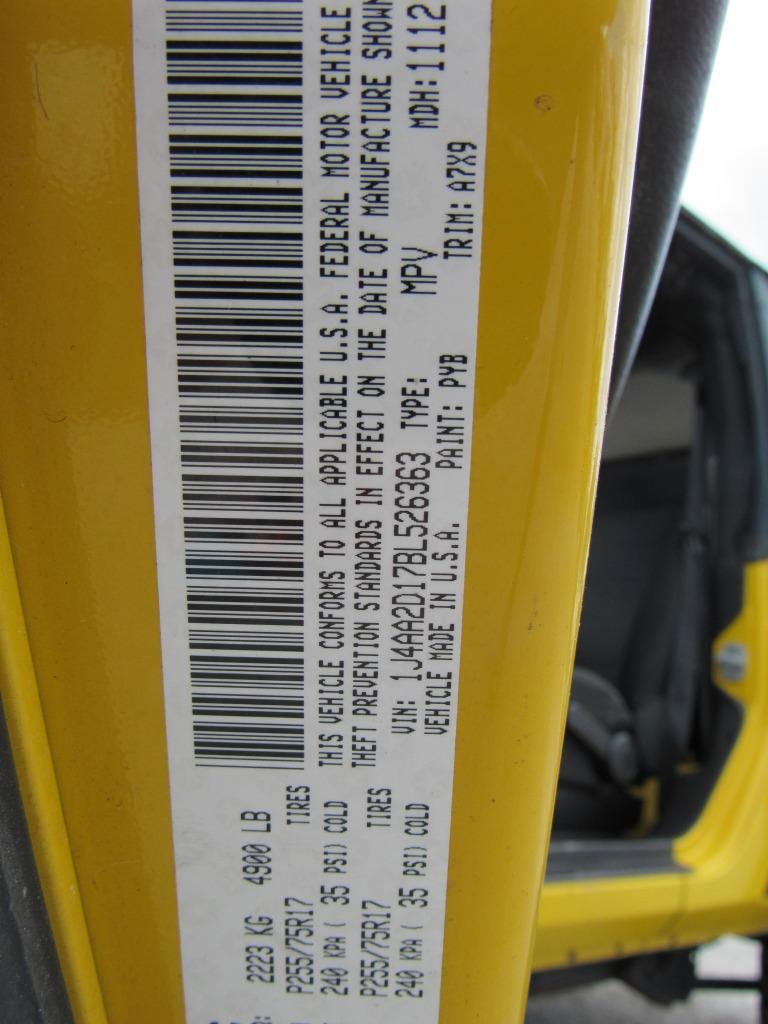 2223 KG 4900 LB
P255/75R17 TIRES
240 KPA ( 35 PSI) COLD
P255/75R17 TIRES
240 KPA ( 35 PSI) COLD
THIS VEHICLE CONFORMS TO ALL APPLICABLE U.S.A. FEDERAL MOTOR VEHICLE
THEFT PREVENTION STANDARDS IN EFFECT ON THE DATE OF MANUFACTURE SHOWN
VIN: 1J4AA2D17BL526363 TYPE: MPV MDH: 1112
VEHICLE MADE IN U.S.A. PAINT: PYB TRIM: A7X9